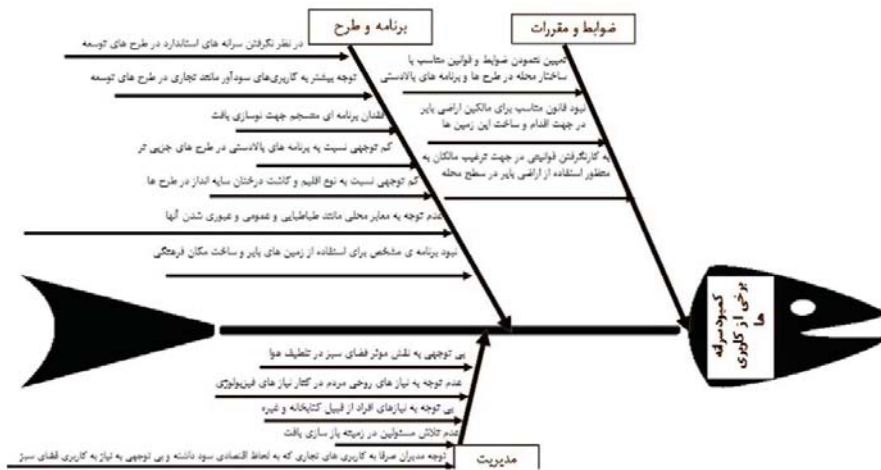 ضوابط و مقررات
تعیین ننمودن ضوابط و قوانین متناسب با
ساختار محله در طرح ها و برنامه های بالادستی
نبود قانون متناسب برای مالکین اراضی بایر
در جهت اقدام و ساخت این زمین ها
به کارنگرفتن قوانینی در جهت ترغیب مالکان به
منظور استفاده از اراضی بایر در سطح محله
برنامه و طرح
در نظر نگرفتن سرانه های استاندارد در طرح های توسعه
توجه بیشتر به کاربری‌های سودآور مانند تجاری در طرح های توسعه
فقدان برنامه ای منسجم جهت نوسازی بافت
کم توجهی نسبت به برنامه های بالادستی در طرح های جزیی تر
کم توجهی نسبت به نوع اقلیم و کاشت درختان سایه انداز در طرح ها
عدم توجه به معابر محلی مانند طباطبایی و عمومی و عبوری شدن آنها
نبود برنامه ی مشخص برای استفاده از زمین های بایر و ساخت مکان فرهنگی
کمبودسرانه
برخی از کاربری
ها
بی توجهی به نقش موثر فضای سبز در تلطیف هوا
عدم توجه به نیاز های روحی مردم در کنار نیاز های فیزیولوژی
بی توجه به نیازهای افراد از قبیل کتابخانه و غیره
عدم تلاش مسئولین در زمینه باز سازی بافت
توجه مدیران صرفا به کاربری های تجاری که به لحاظ اقتصادی سود داشته و بی توجهی به نیاز به کاربری فضای سبز
مدیریت